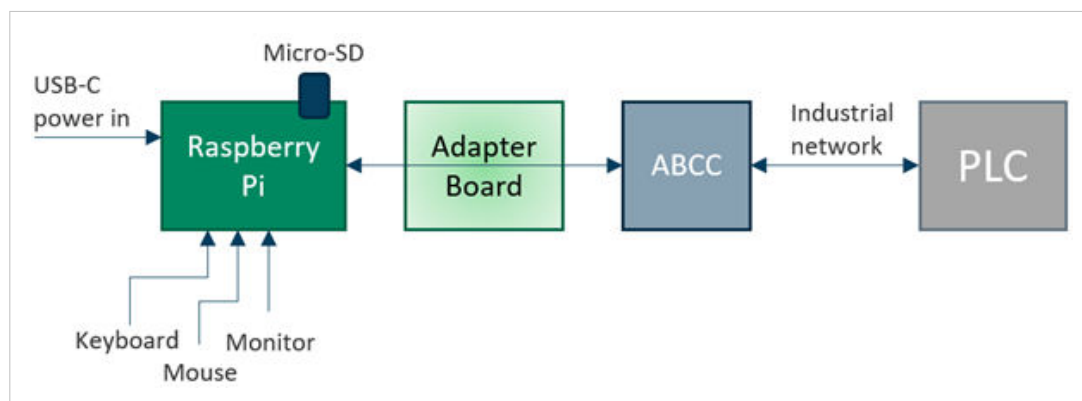 Micro-SD
USB-C
power in
Raspberry
Pi
Adapter
Board
ABCC
Industrial
network
PLC
Keyboard
Mouse
Monitor